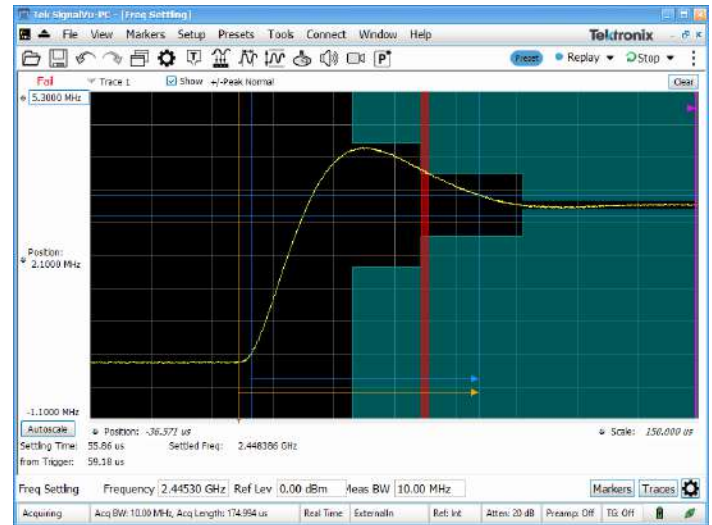 Tek SignalVu-PC - [Freq Settling]
File View Markers Setup Presets Tools Connect Window Help
Tektronix
Preset Replay Stop
Fail Trace 1 Show +/-Peak Normal Clear
5.3000 MHz
Position:
2.1000 MHz
-1.1000 MHz
Autoscale Position: -36.571 us Scale: 150.000 us
Settling Time: 55.86 us Settled Freq: 2.448386 GHz
from Trigger: 59.18 us
Freq Settling Frequency 2.44530 GHz Ref Lev 0.00 dBm Meas BW 10.00 MHz Markers Traces
Acquiring Acq BW: 10.00 MHz, Acq Length: 174.994 us Real Time ExternalIn Ref: Int Atten: 20 dB Preamp: Off TG: Off